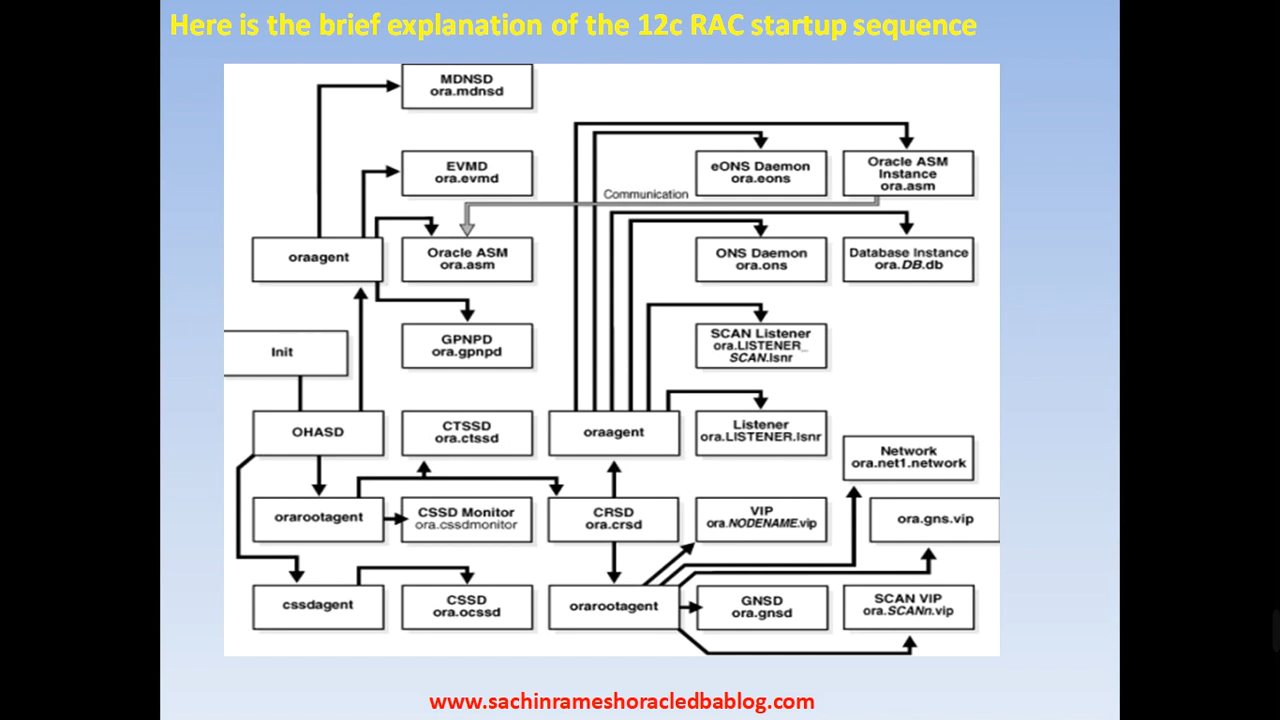 Here is the brief explanation of the 12c RAC startup sequence
MDNSD
ora.mdnsd
EVMD
ora.evmd
eONS Daemon
ora.eons
Oracle ASM
Instance
ora.asm
Communication
oraagent
Oracle ASM
ora.asm
ONS Daemon
ora.ons
Database Instance
ora.DB.db
Init
GPNPD
ora.gpnpd
SCAN Listener
ora.LISTENER_
SCAN.lsnr
OHASD
CTSSD
ora.ctssd
oraagent
Listener
ora.LISTENER.lsnr
Network
ora.net1.network
orarootagent
CSSD Monitor
ora.cssdmonitor
CRSD
ora.crsd
VIP
ora.NODENAME.vip
ora.gns.vip
cssdagent
CSSD
ora.ocssd
orarootagent
GNSD
ora.gnsd
SCAN VIP
ora.SCANn.vip
www.sachinrameshoracledbablog.com